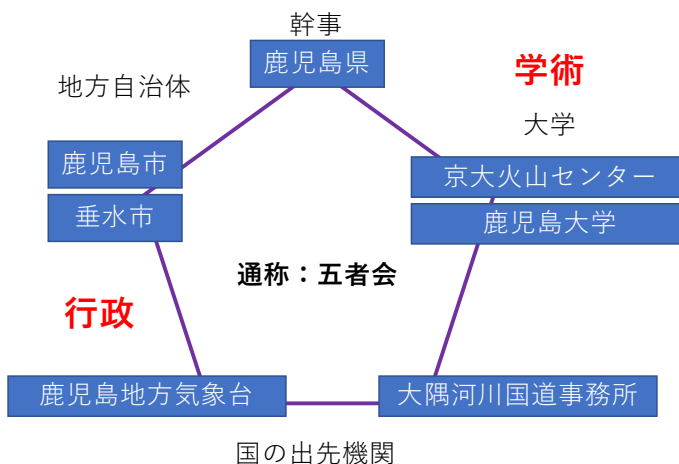 幹事
鹿児島県
学術
地方自治体
大学
鹿児島市
京大火山センター
垂水市
鹿児島大学
通称：五者会
行政
鹿児島地方気象台
大隅河川国道事務所
国の出先機関